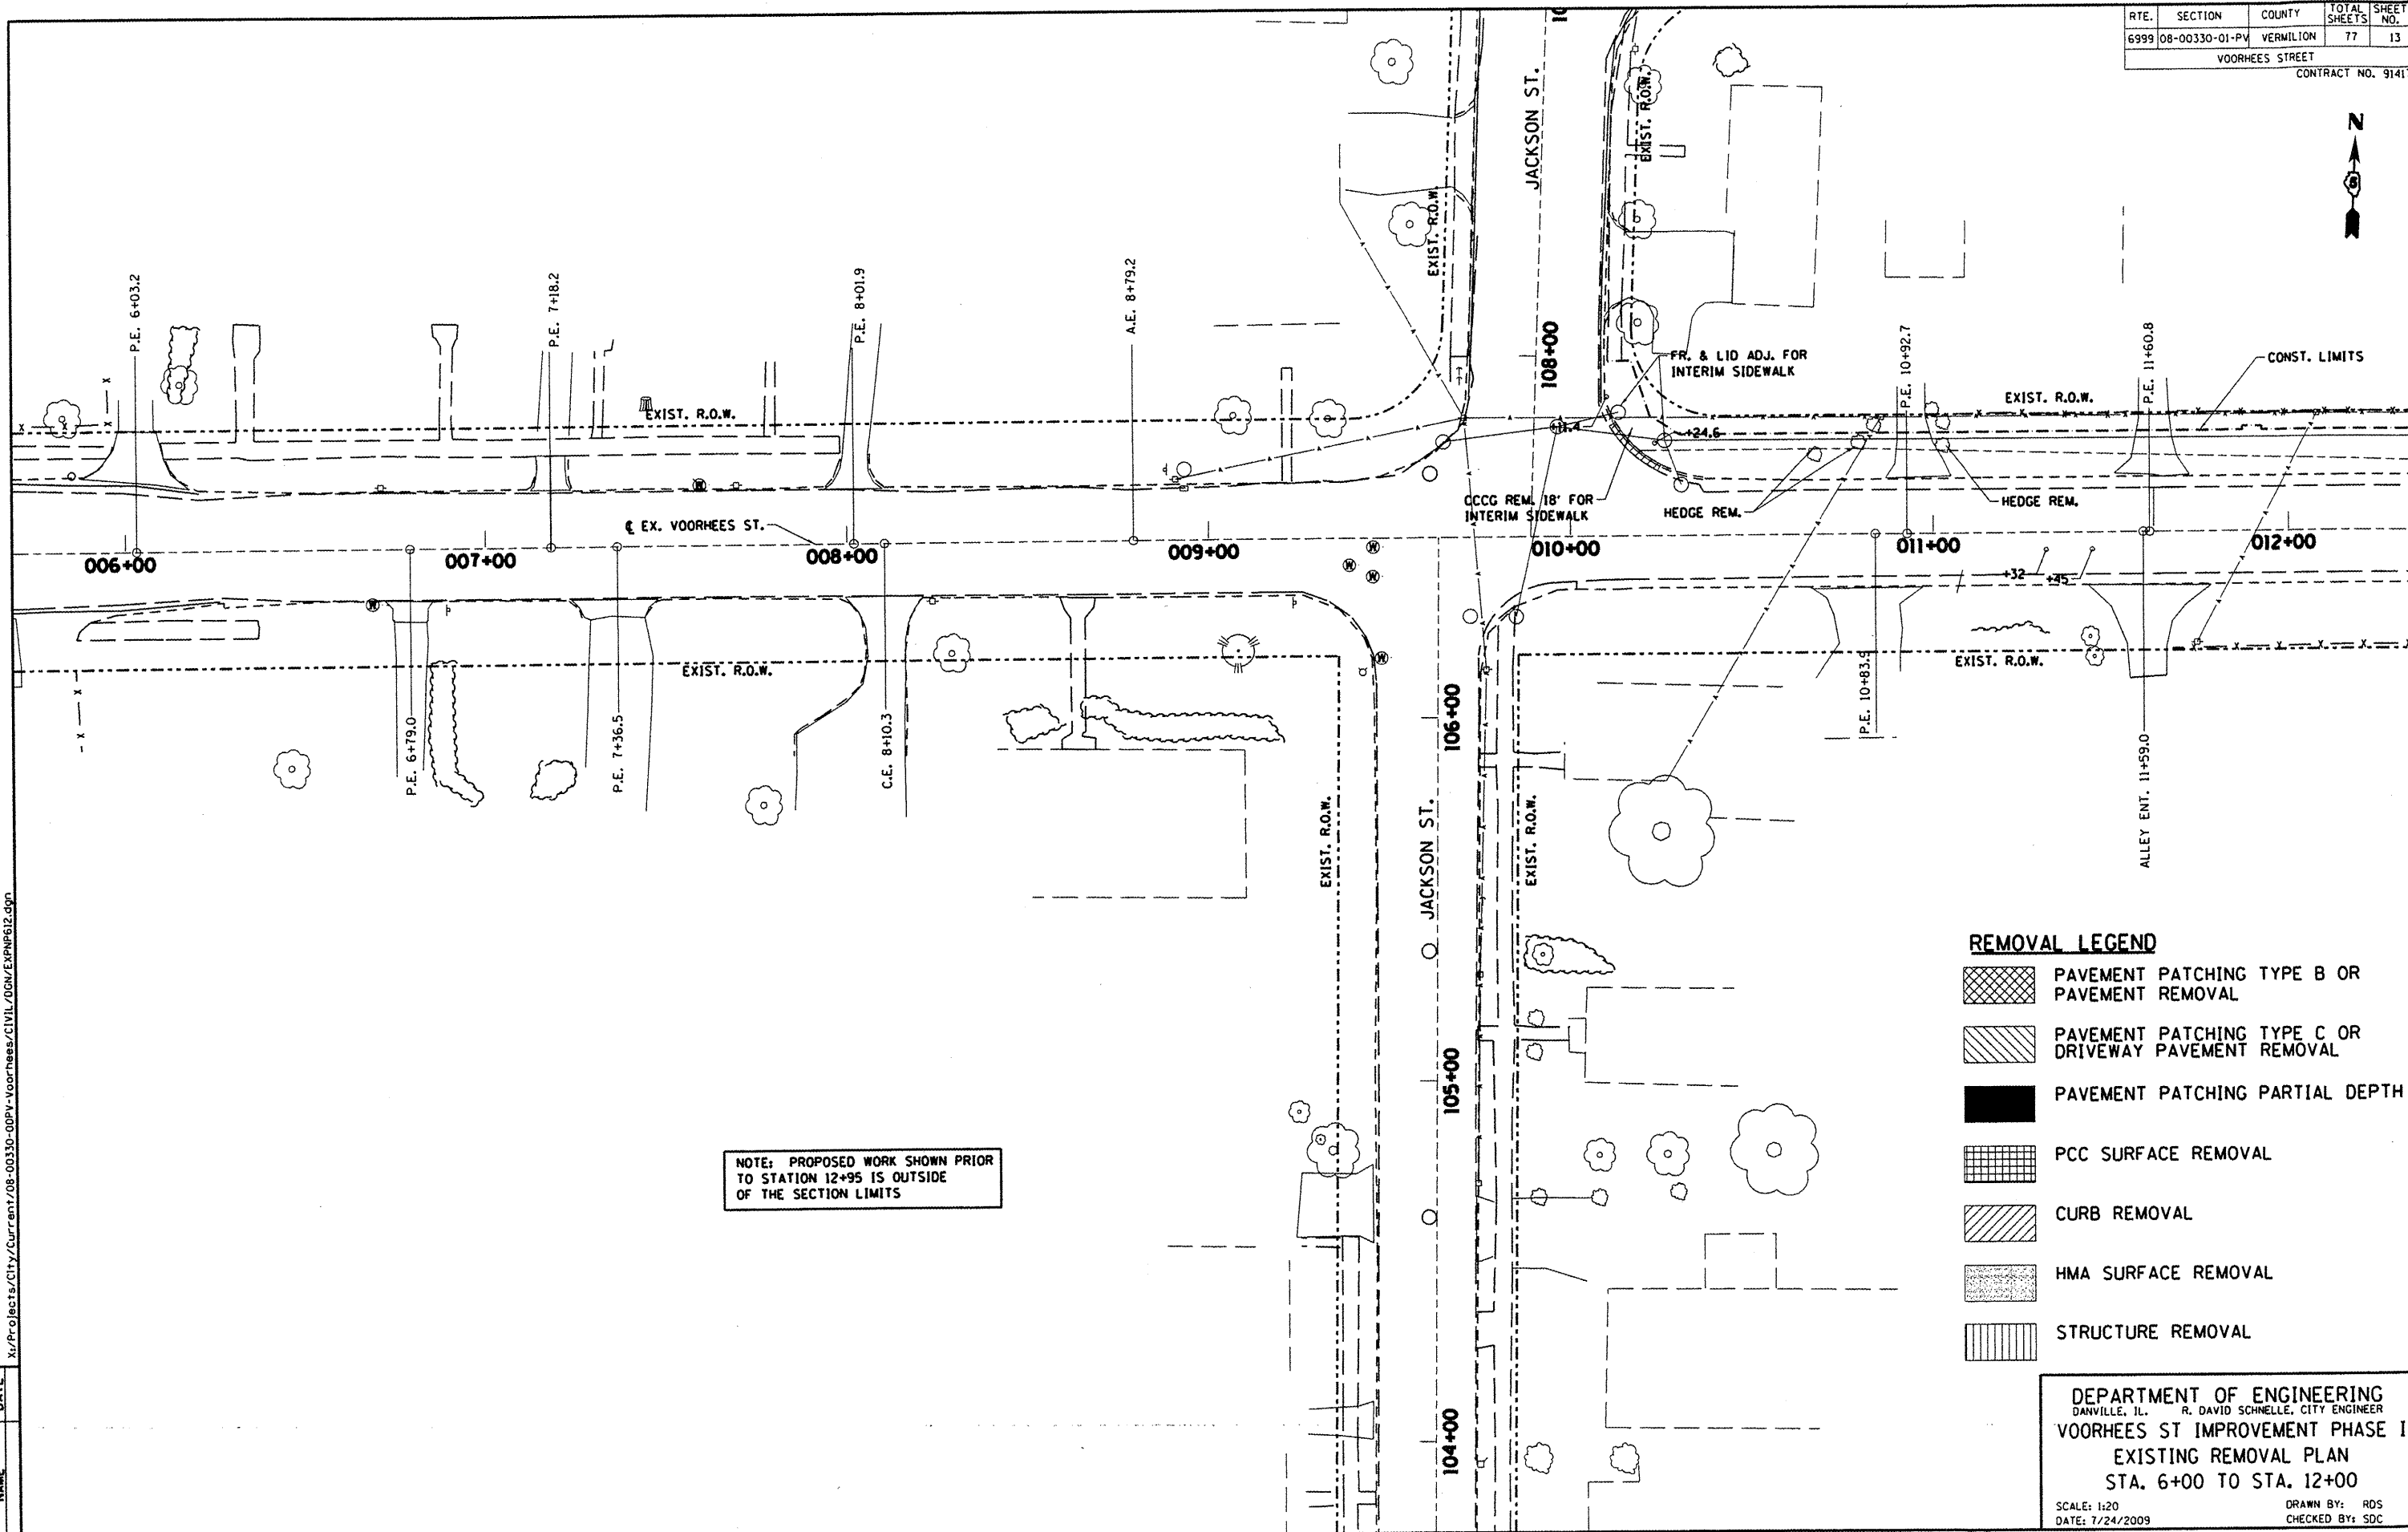 RTE. SECTION COUNTY TOTAL SHEETS SHEET NO.
6999 08-00330-01-PV VERMILION 77 13
VOORHEES STREET
CONTRACT NO. 9141
N
JACKSON ST.
EXIST. R.O.W.
EXIST. R.O.W.
108+00
P.E. 6+03.2
P.E. 7+18.2
P.E. 8+01.9
A.E. 8+79.2
P.E. 10+92.7
P.E. 11+60.8
FR. & LID ADJ. FOR
INTERIM SIDEWALK
CONST. LIMITS
EXIST. R.O.W.
EXIST. R.O.W.
+24.6
CCCG REM. 18' FOR
INTERIM SIDEWALK
HEDGE REM.
HEDGE REM.
℄ EX. VOORHEES ST.
006+00
007+00
008+00
009+00
010+00
011+00
012+00
+32
+45
W
W
W
W
W
W
EXIST. R.O.W.
EXIST. R.O.W.
P.E. 6+79.0
P.E. 7+36.5
C.E. 8+10.3
P.E. 10+83.9
ALLEY ENT. 11+59.0
106+00
EXIST. R.O.W.
JACKSON ST.
EXIST. R.O.W.
105+00
104+00
NOTE: PROPOSED WORK SHOWN PRIOR
TO STATION 12+95 IS OUTSIDE
OF THE SECTION LIMITS
REMOVAL LEGEND
PAVEMENT PATCHING TYPE B OR
PAVEMENT REMOVAL
PAVEMENT PATCHING TYPE C OR
DRIVEWAY PAVEMENT REMOVAL
PAVEMENT PATCHING PARTIAL DEPTH
PCC SURFACE REMOVAL
CURB REMOVAL
HMA SURFACE REMOVAL
STRUCTURE REMOVAL
DEPARTMENT OF ENGINEERING
DANVILLE, IL. R. DAVID SCHNELLE, CITY ENGINEER
VOORHEES ST IMPROVEMENT PHASE I
EXISTING REMOVAL PLAN
STA. 6+00 TO STA. 12+00
SCALE: 1:20 DRAWN BY: RDS
DATE: 7/24/2009 CHECKED BY: SDC
X:/Projects/City/Current/08-0330-00PV-Voorhees/CIVIL/DGN/EXPNP612.dgn
DATE
NAME